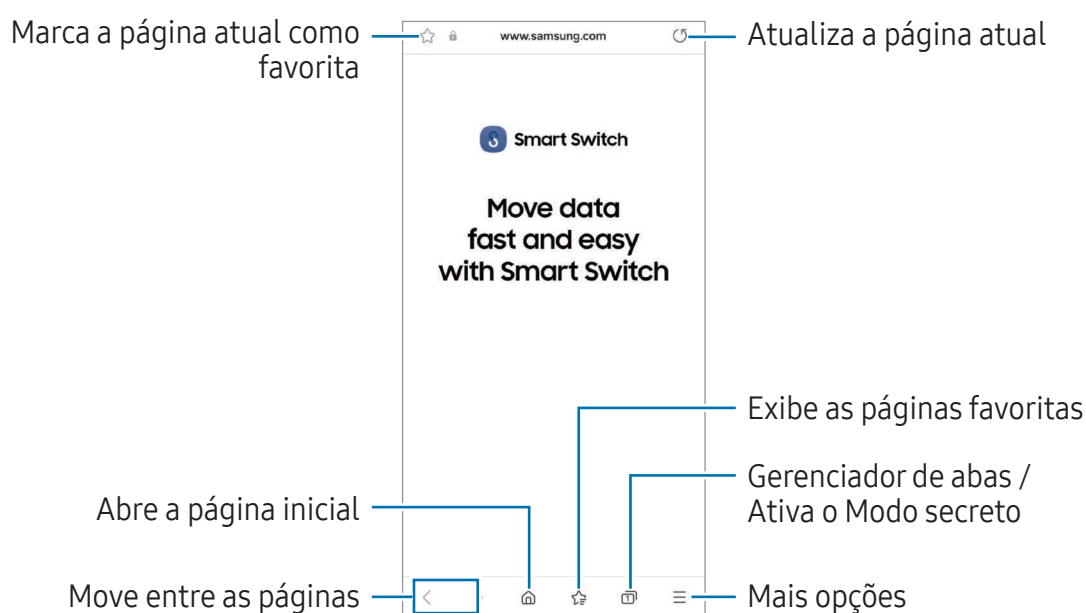 Marca a página atual como
favorita
www.samsung.com
Atualiza a página atual
Smart Switch
Move data
fast and easy
with Smart Switch
Exibe as páginas favoritas
Gerenciador de abas /
Ativa o Modo secreto
Abre a página inicial
Move entre as páginas
1
Mais opções